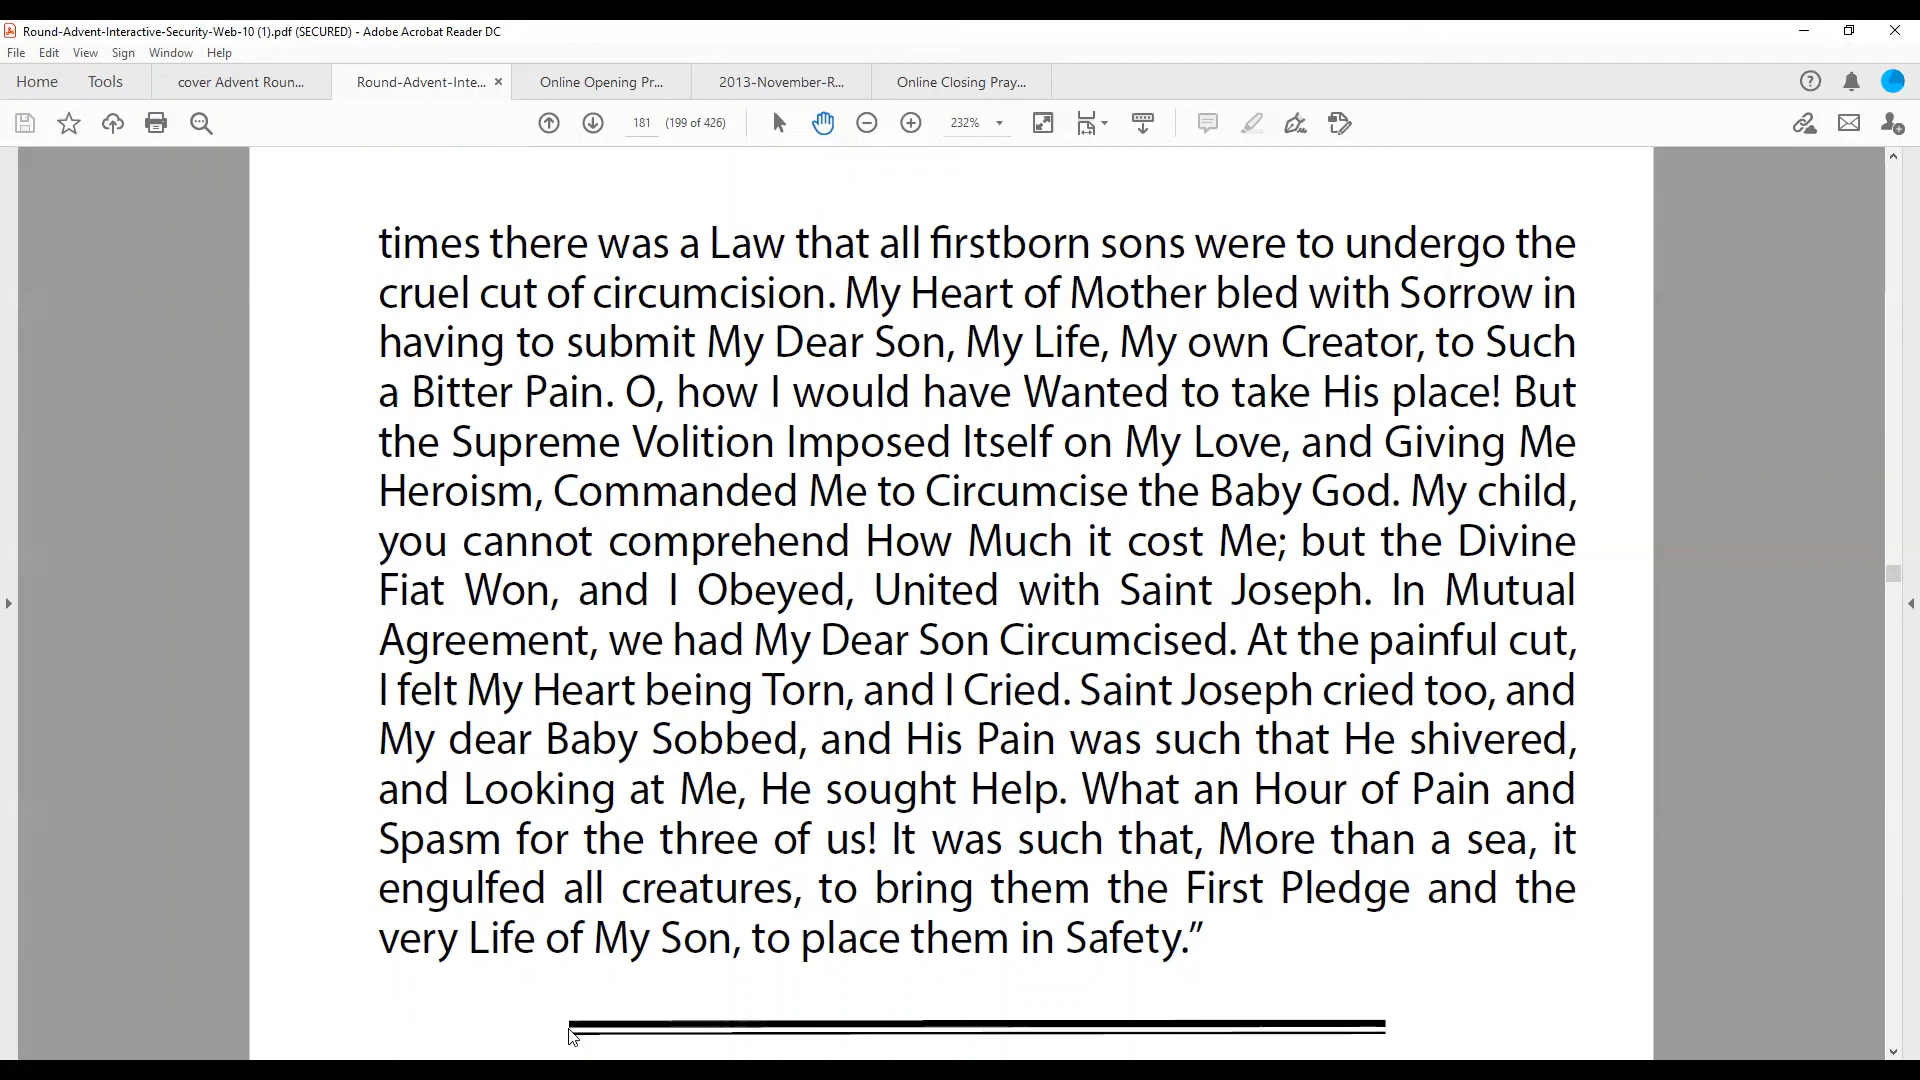 Round-Advent-Interactive-Security-Web-10 (1).pdf (SECURED) - Adobe Acrobat Reader DC
File Edit View Sign Window Help
Home Tools cover Advent Roun... Round-Advent-Inte... × Online Opening Pr... 2013-November-R... Online Closing Pray...
181 (199 of 426) 232%
times there was a Law that all firstborn sons were to undergo the
cruel cut of circumcision. My Heart of Mother bled with Sorrow in
having to submit My Dear Son, My Life, My own Creator, to Such
a Bitter Pain. O, how I would have Wanted to take His place! But
the Supreme Volition Imposed Itself on My Love, and Giving Me
Heroism, Commanded Me to Circumcise the Baby God. My child,
you cannot comprehend How Much it cost Me; but the Divine
Fiat Won, and I Obeyed, United with Saint Joseph. In Mutual
Agreement, we had My Dear Son Circumcised. At the painful cut,
I felt My Heart being Torn, and I Cried. Saint Joseph cried too, and
My dear Baby Sobbed, and His Pain was such that He shivered,
and Looking at Me, He sought Help. What an Hour of Pain and
Spasm for the three of us! It was such that, More than a sea, it
engulfed all creatures, to bring them the First Pledge and the
very Life of My Son, to place them in Safety.”